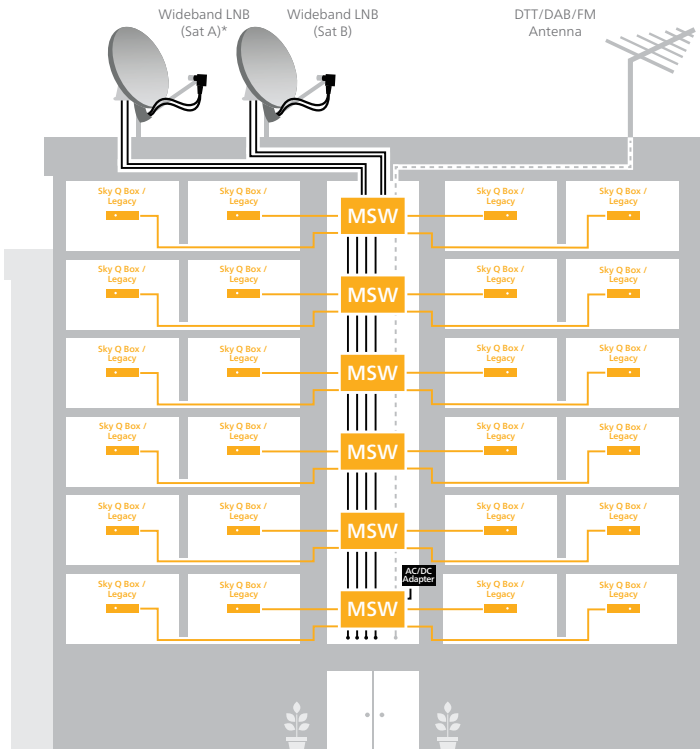 Wideband LNB
(Sat A)*
Wideband LNB
(Sat B)
DTT/DAB/FM
Antenna
Sky Q Box /
Legacy
Sky Q Box /
Legacy
MSW
Sky Q Box /
Legacy
Sky Q Box /
Legacy
Sky Q Box /
Legacy
Sky Q Box /
Legacy
MSW
Sky Q Box /
Legacy
Sky Q Box /
Legacy
Sky Q Box /
Legacy
Sky Q Box /
Legacy
MSW
Sky Q Box /
Legacy
Sky Q Box /
Legacy
Sky Q Box /
Legacy
Sky Q Box /
Legacy
MSW
Sky Q Box /
Legacy
Sky Q Box /
Legacy
Sky Q Box /
Legacy
Sky Q Box /
Legacy
MSW
Sky Q Box /
Legacy
Sky Q Box /
Legacy
AC/DC
Adapter
Sky Q Box /
Legacy
Sky Q Box /
Legacy
MSW
Sky Q Box /
Legacy
Sky Q Box /
Legacy